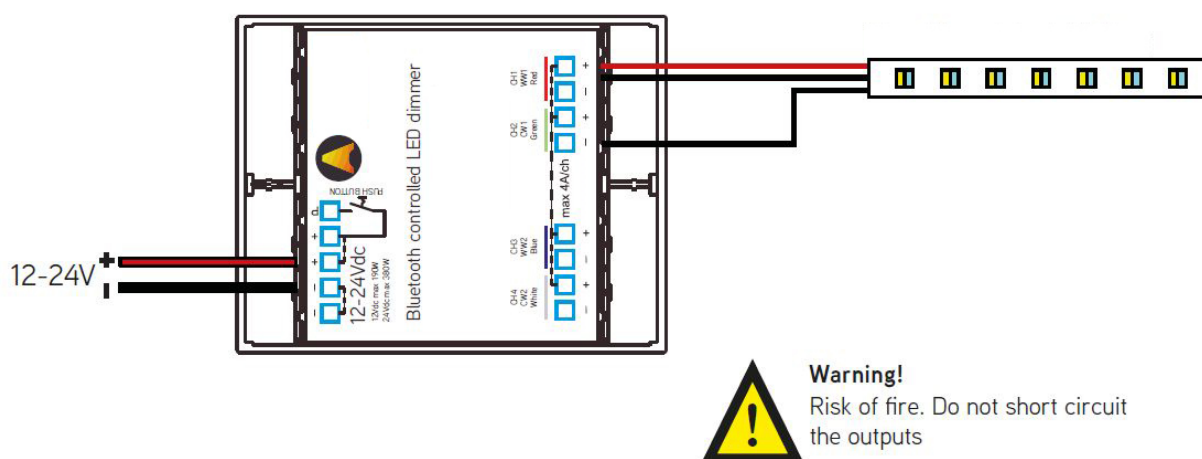 12-24V
+
-
PUSH BUTTON
P
+
+
-
-
12-24Vdc
12Vdc max 190W
24Vdc max 380W
Bluetooth controlled LED dimmer
CH1
WW1
Red
+
-
CH2
CW1
Green
+
-
max 4A/ch
CH3
WW2
Blue
+
-
CH4
CW2
White
+
-
Warning!
Risk of fire. Do not short circuit
the outputs